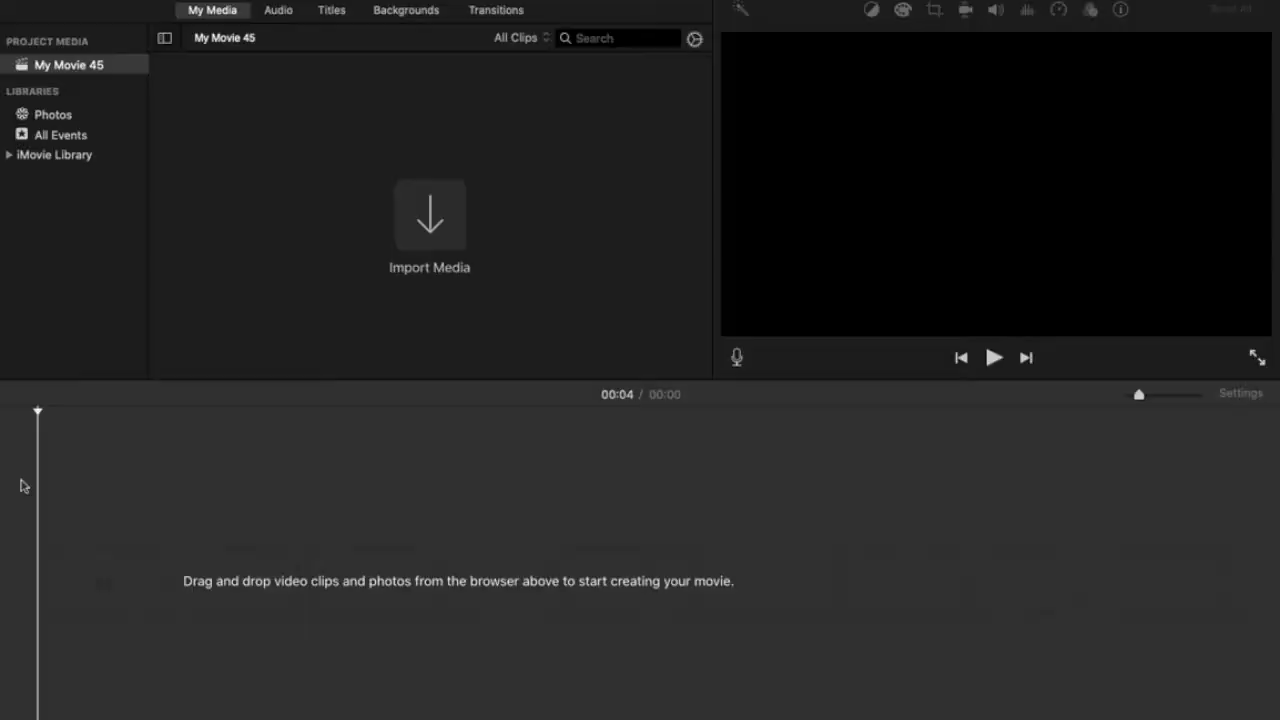 My Media Audio Titles Backgrounds Transitions
Reset All
PROJECT MEDIA
My Movie 45
All Clips
Search
My Movie 45
LIBRARIES
Photos
All Events
iMovie Library
Import Media
00:04 / 00:00
Settings
Drag and drop video clips and photos from the browser above to start creating your movie.